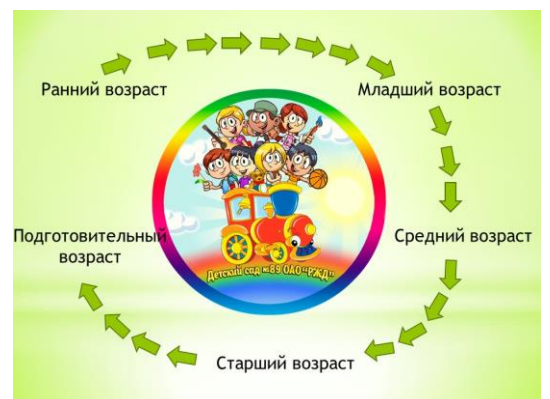 Ранний возраст
Младший возраст
Средний возраст
Старший возраст
Подготовительный
возраст
Детский сад №89 ОАО "РЖД"